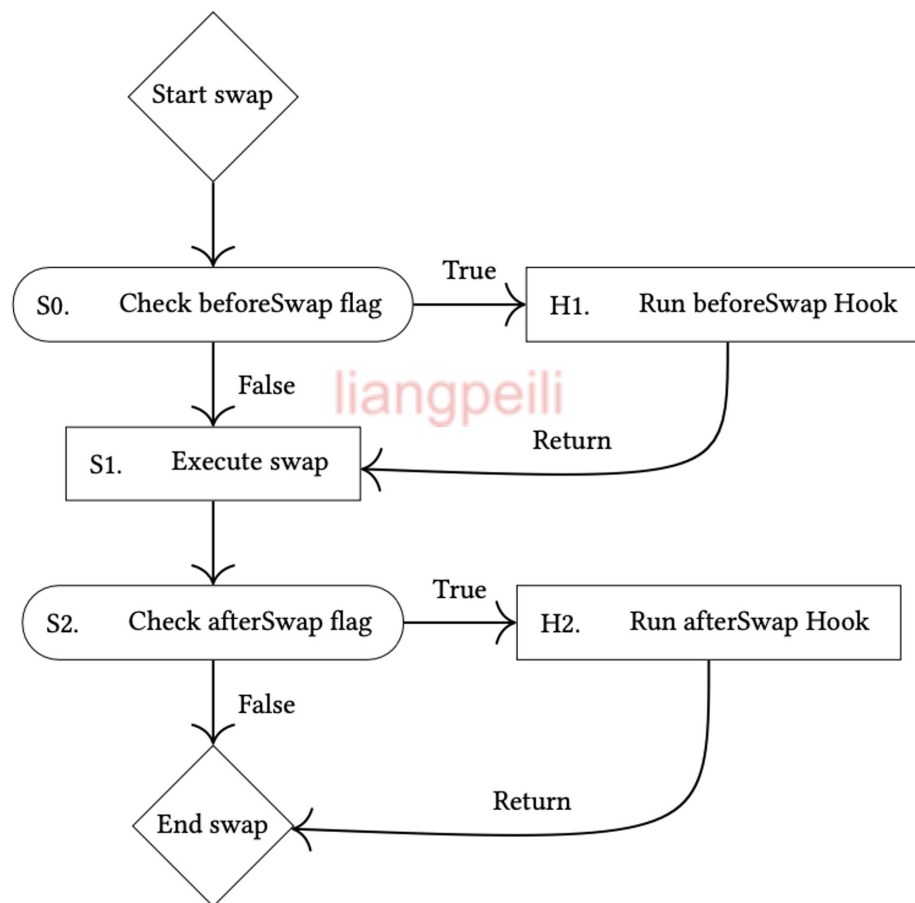 Start swap
True
S0. Check beforeSwap flag
H1. Run beforeSwap Hook
False
liangpeili
Return
S1. Execute swap
True
S2. Check afterSwap flag
H2. Run afterSwap Hook
False
Return
End swap